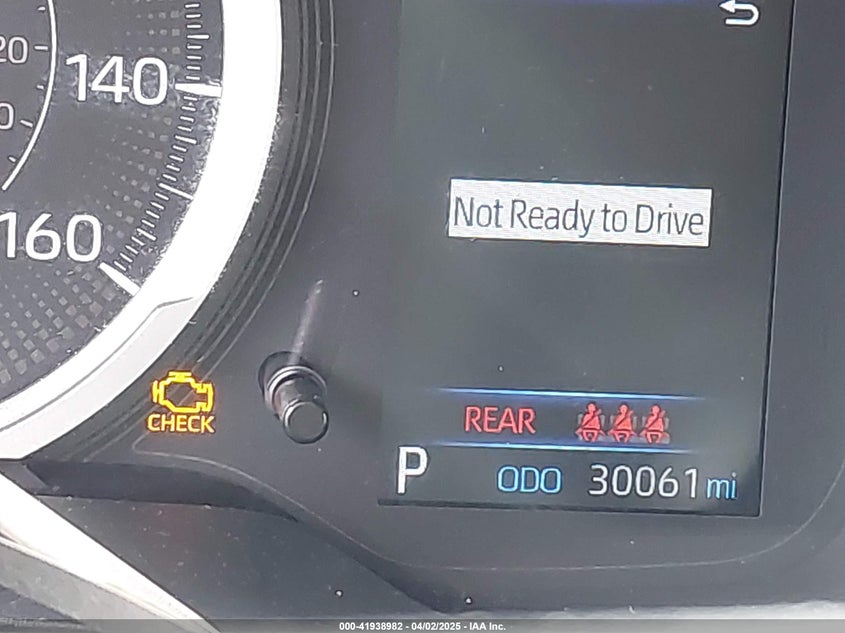 20
140
0
160
Not Ready to Drive
CHECK
REAR
P ODO 30061 mi
000-41938982 - 04/02/2025 - IAA Inc.